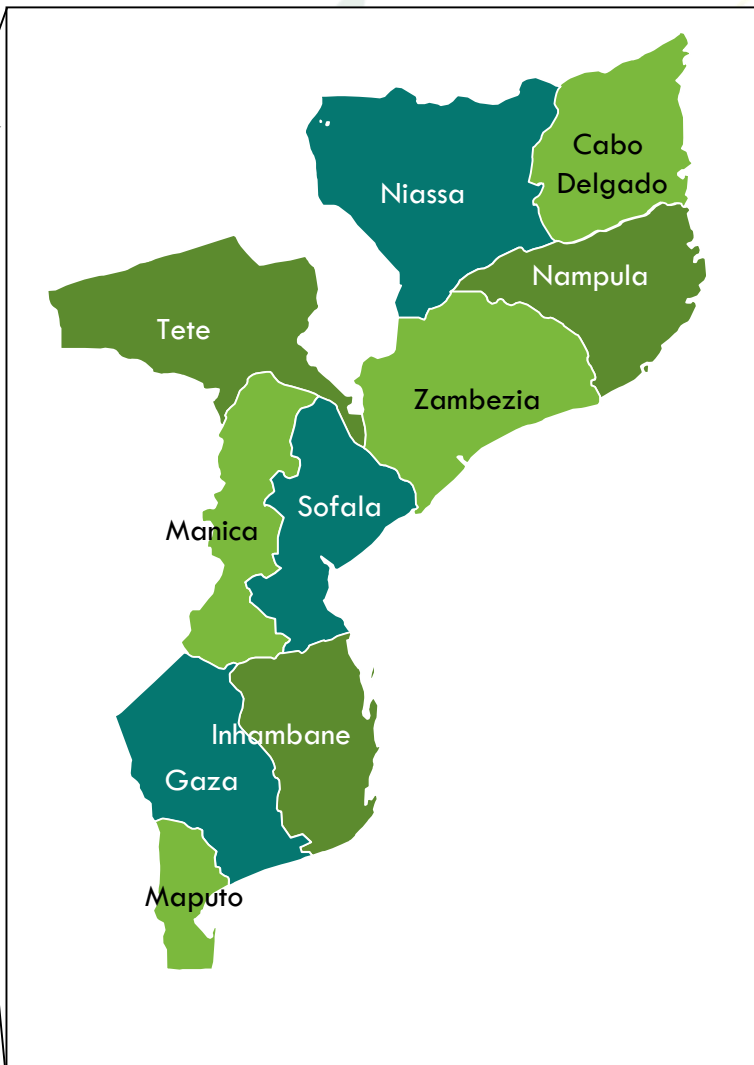 Cabo
Delgado
Niassa
Nampula
Tete
Zambezia
Sofala
Manica
Inhambane
Gaza
Maputo